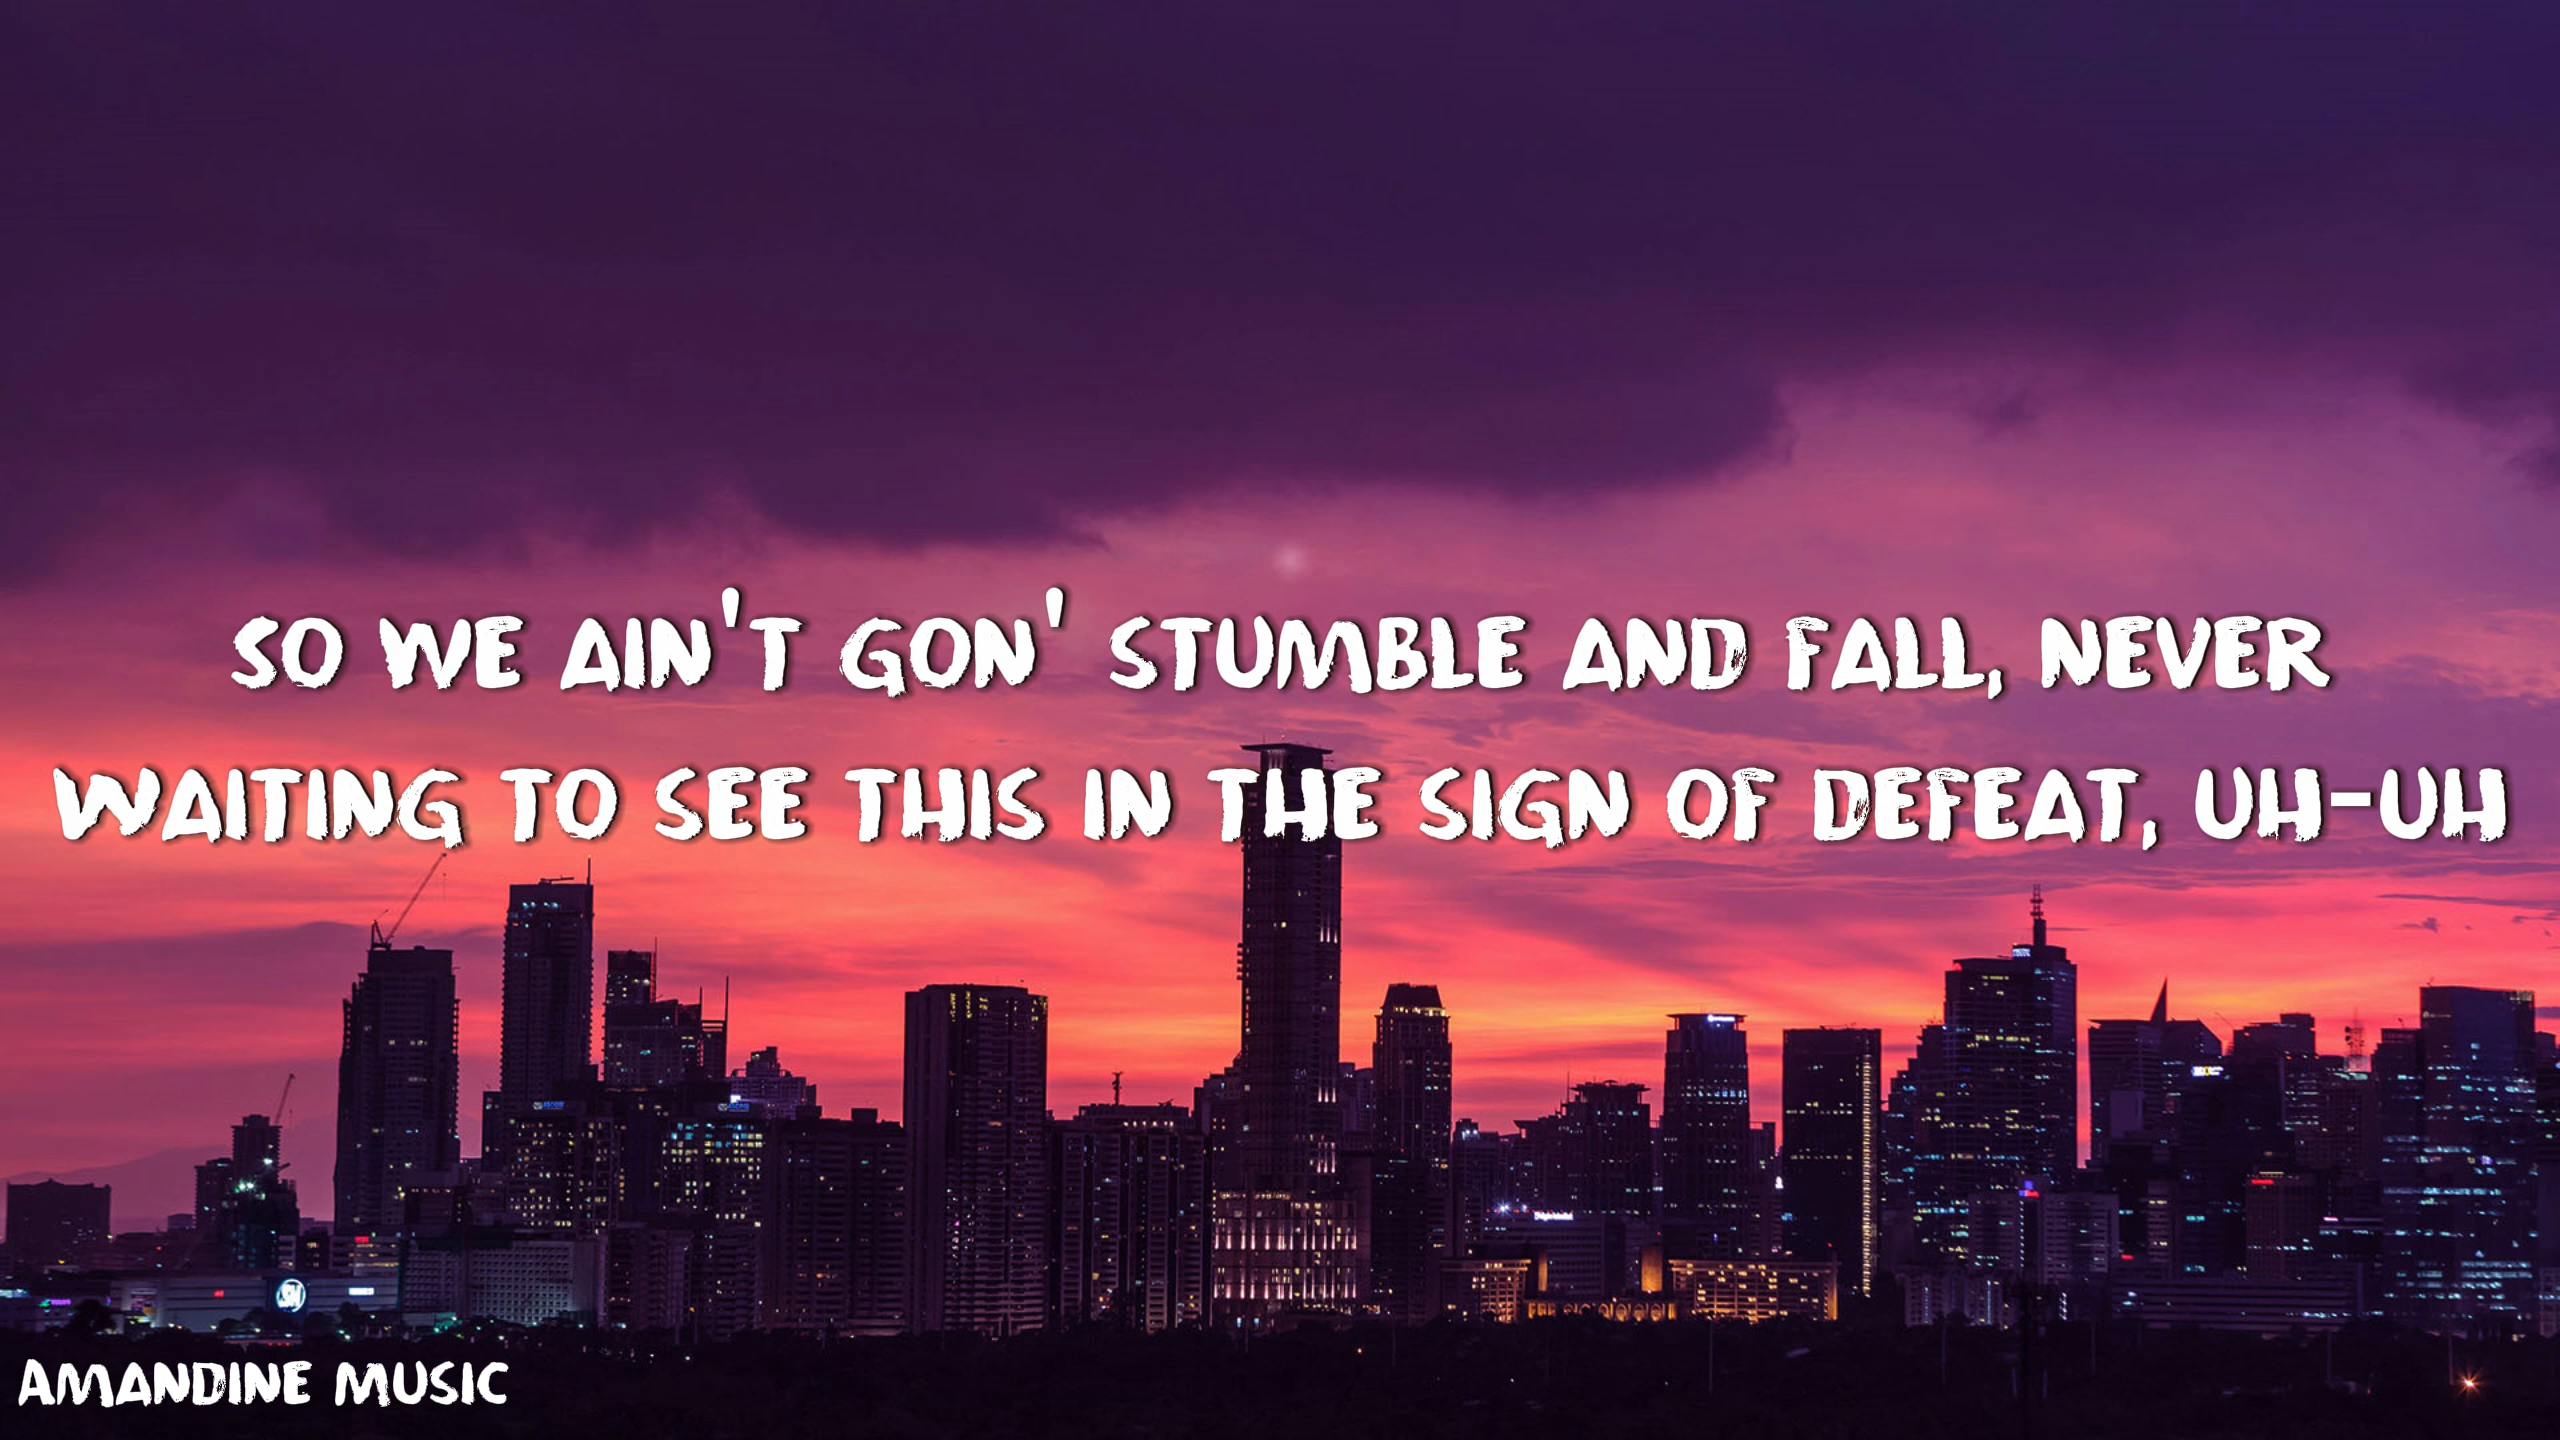 SO WE AIN'T GON' STUMBLE AND FALL, NEVER
WAITING TO SEE THIS IN THE SIGN OF DEFEAT, UH-UH
SM
AMANDINE MUSIC